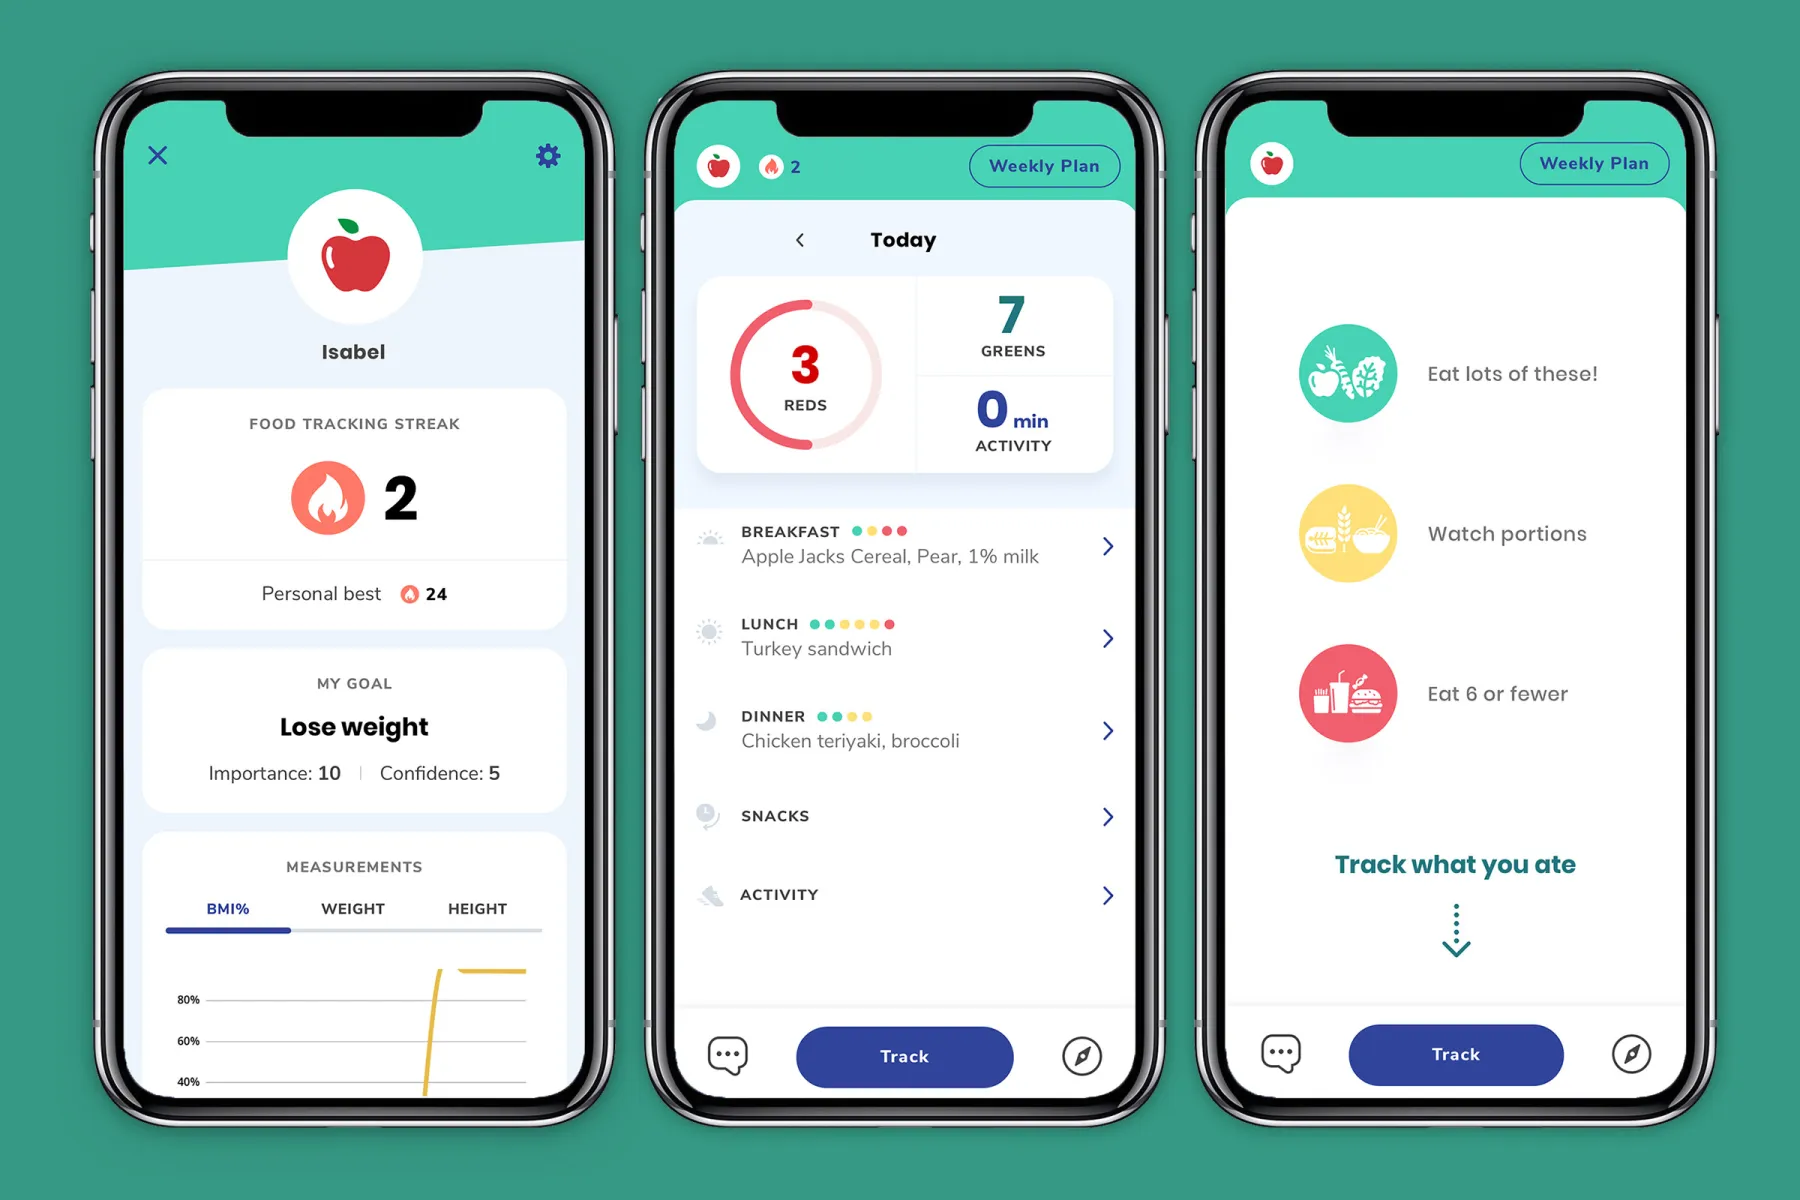 Isabel
FOOD TRACKING STREAK
2
Personal best 24
MY GOAL
Lose weight
Importance: 10 | Confidence: 5
MEASUREMENTS
BMI% WEIGHT HEIGHT
80%
60%
40%
2 Weekly Plan
Today
3
REDS
7
GREENS
0 min
ACTIVITY
BREAKFAST
Apple Jacks Cereal, Pear, 1% milk
LUNCH
Turkey sandwich
DINNER
Chicken teriyaki, broccoli
SNACKS
ACTIVITY
Track
Weekly Plan
Eat lots of these!
Watch portions
Eat 6 or fewer
Track what you ate
Track